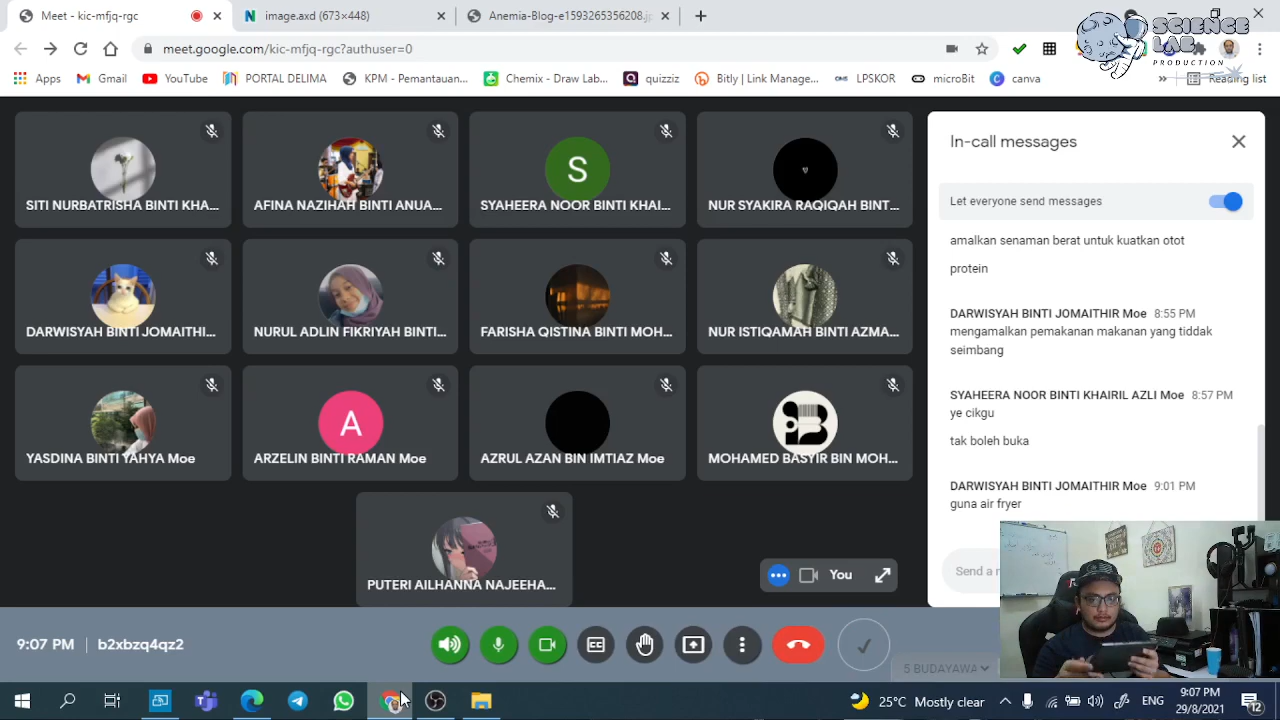 Meet - kic-mfjq-rgc
image.axd (673×448)
Anemia-Blog-e1593265356208.j
meet.google.com/kic-mfjq-rgc?authuser=0
SCIENCE
LAB
PRODUCTION
Apps
Gmail
YouTube
PORTAL DELIMA
KPM - Pemantauan...
Chemix - Draw Lab...
quizziz
Bitly | Link Manage...
LPSKOR
microBit
canva
Reading list
SITI NURBATRISHA BINTI KHA...
AFINA NAZIHAH BINTI ANUA...
S
SYAHEERA NOOR BINTI KHAI...
NUR SYAKIRA RAQIQAH BINT...
DARWISYAH BINTI JOMAITHI...
NURUL ADLIN FIKRIYAH BINTI...
FARISHA QISTINA BINTI MOH...
NUR ISTIQAMAH BINTI AZMA...
YASDINA BINTI YAHYA Moe
A
ARZELIN BINTI RAMAN Moe
AZRUL AZAN BIN IMTIAZ Moe
MOHAMED BASYIR BIN MOH...
PUTERI AILHANNA NAJEEHA...
You
In-call messages
Let everyone send messages
amalkan senaman berat untuk kuatkan otot
protein
DARWISYAH BINTI JOMAITHIR Moe 8:55 PM
mengamalkan pemakanan makanan yang tiddak
seimbang
SYAHEERA NOOR BINTI KHAIRIL AZLI Moe 8:57 PM
ye cikgu
tak boleh buka
DARWISYAH BINTI JOMAITHIR Moe 9:01 PM
guna air fryer
Send a
9:07 PM | b2xbzq4qz2
5 BUDAYAWA
25°C Mostly clear
ENG
9:07 PM
29/8/2021
12